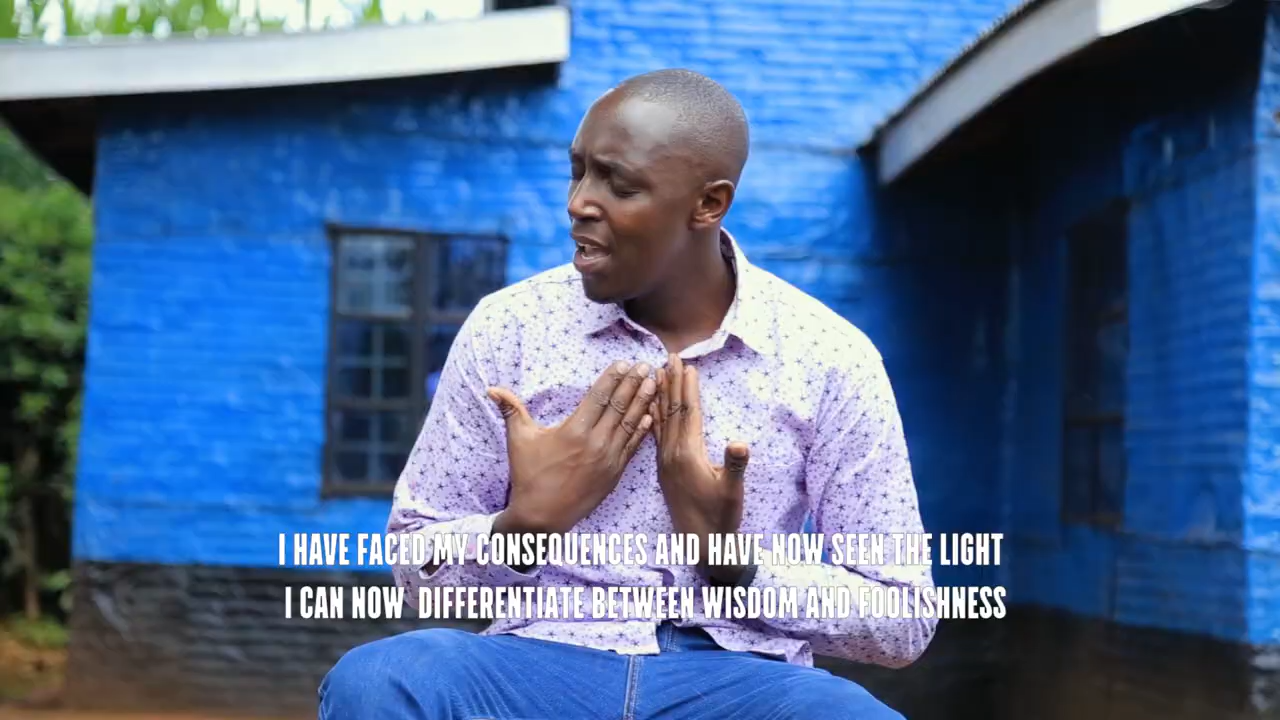 I HAVE FACED MY CONSEQUENCES AND HAVE NOW SEEN THE LIGHT
I CAN NOW DIFFERENTIATE BETWEEN WISDOM AND FOOLISHNESS